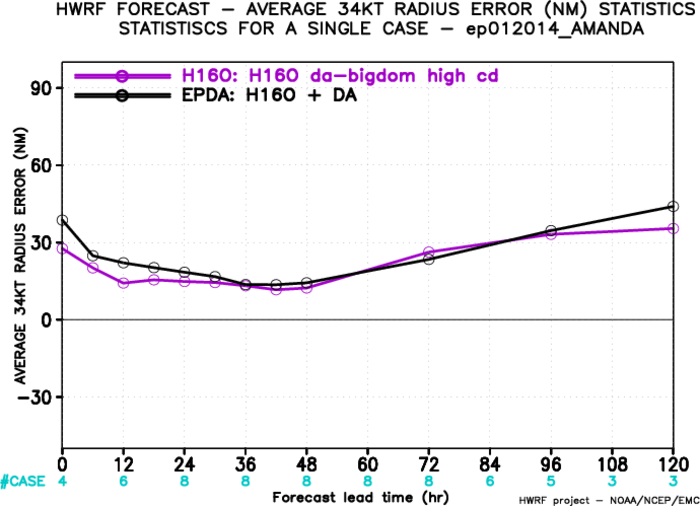 HWRF FORECAST − AVERAGE 34KT RADIUS ERROR (NM) STATISTICS
STATISTISCS FOR A SINGLE CASE − ep012014_AMANDA
H16O: H16O da−bigdom high cd
EPDA: H16O + DA
AVERAGE 34KT RADIUS ERROR (NM)
90
60
30
0
−30
0 12 24 36 48 60 72 84 96 108 120
#CASE 4 6 8 8 8 8 8 6 5 3 3
Forecast lead time (hr)
HWRF project − NOAA/NCEP/EMC